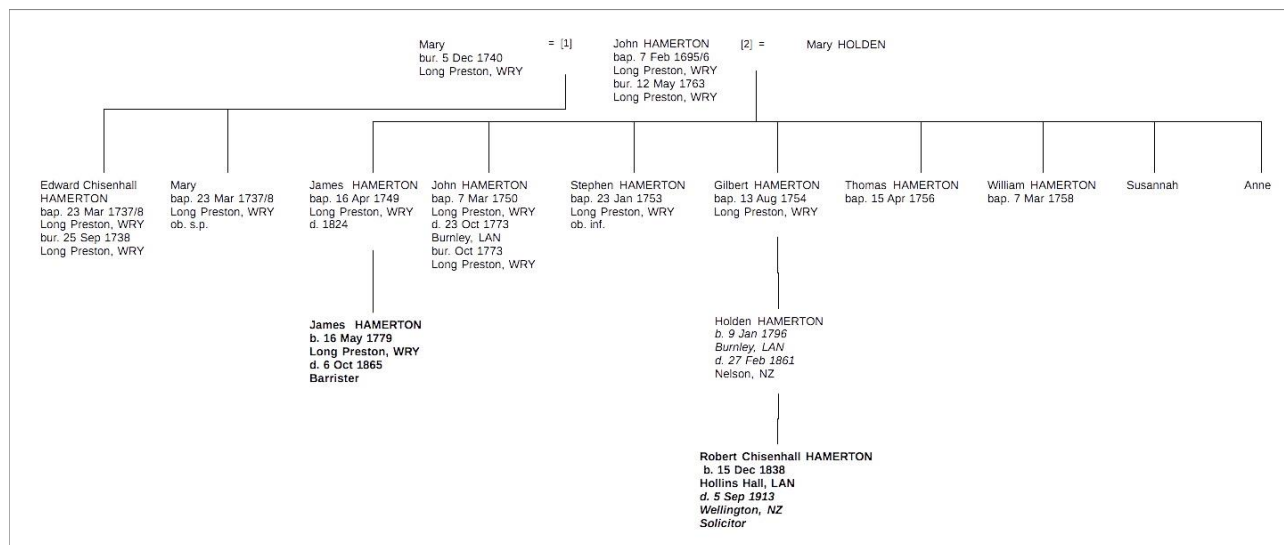 Mary
bur. 5 Dec 1740
Long Preston, WRY
= [1]
John HAMERTON
bap. 7 Feb 1695/6
Long Preston, WRY
bur. 12 May 1763
Long Preston, WRY
[2] =
Mary HOLDEN
Edward Chisenhall
HAMERTON
bap. 23 Mar 1737/8
Long Preston, WRY
bur. 25 Sep 1738
Long Preston, WRY
Mary
bap. 23 Mar 1737/8
Long Preston, WRY
ob. s.p.
James HAMERTON
bap. 16 Apr 1749
Long Preston, WRY
d. 1824
John HAMERTON
bap. 7 Mar 1750
Long Preston, WRY
d. 23 Oct 1773
Burnley, LAN
bur. Oct 1773
Long Preston, WRY
Stephen HAMERTON
bap. 23 Jan 1753
Long Preston, WRY
ob. inf.
Gilbert HAMERTON
bap. 13 Aug 1754
Long Preston, WRY
Thomas HAMERTON
bap. 15 Apr 1756
William HAMERTON
bap. 7 Mar 1758
Susannah
Anne
James HAMERTON
b. 16 May 1779
Long Preston, WRY
d. 6 Oct 1865
Barrister
Holden HAMERTON
b. 9 Jan 1796
Burnley, LAN
d. 27 Feb 1861
Nelson, NZ
Robert Chisenhall HAMERTON
b. 15 Dec 1838
Hollins Hall, LAN
d. 5 Sep 1913
Wellington, NZ
Solicitor